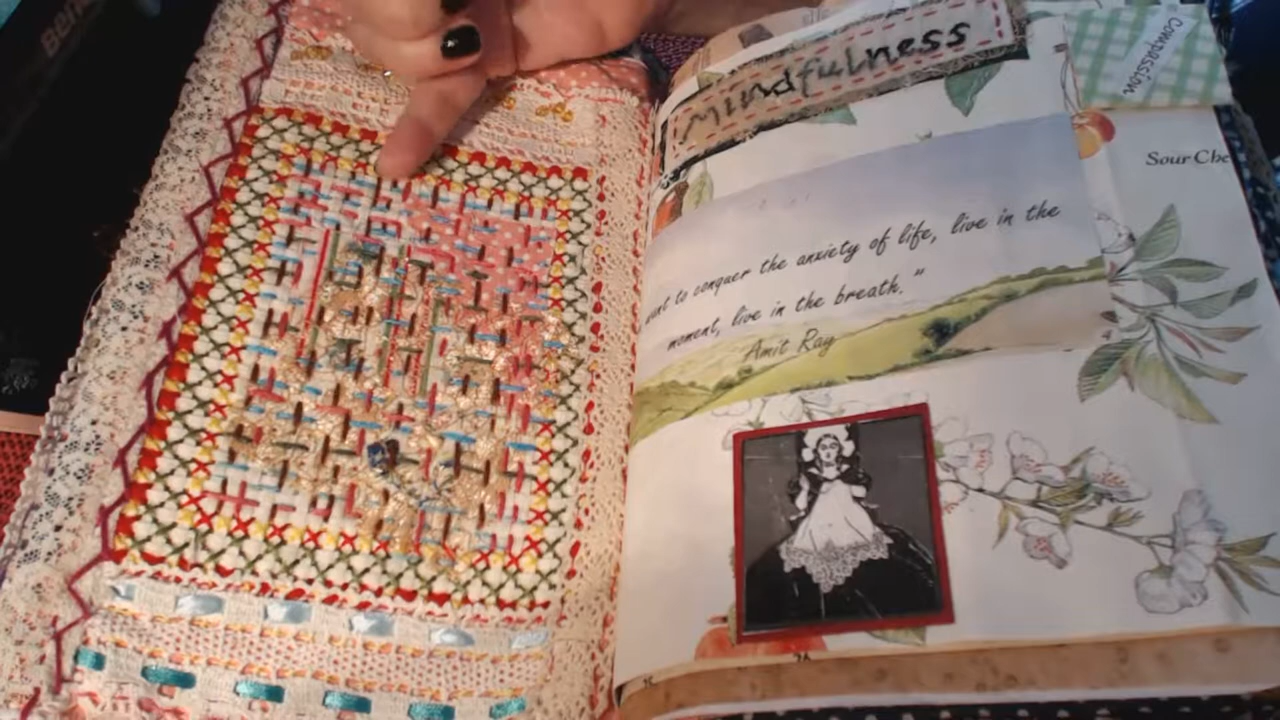 Mindfulness
Compassion
Sour Che
want to conquer the anxiety of life, live in the
moment, live in the breath."
Amit Ray